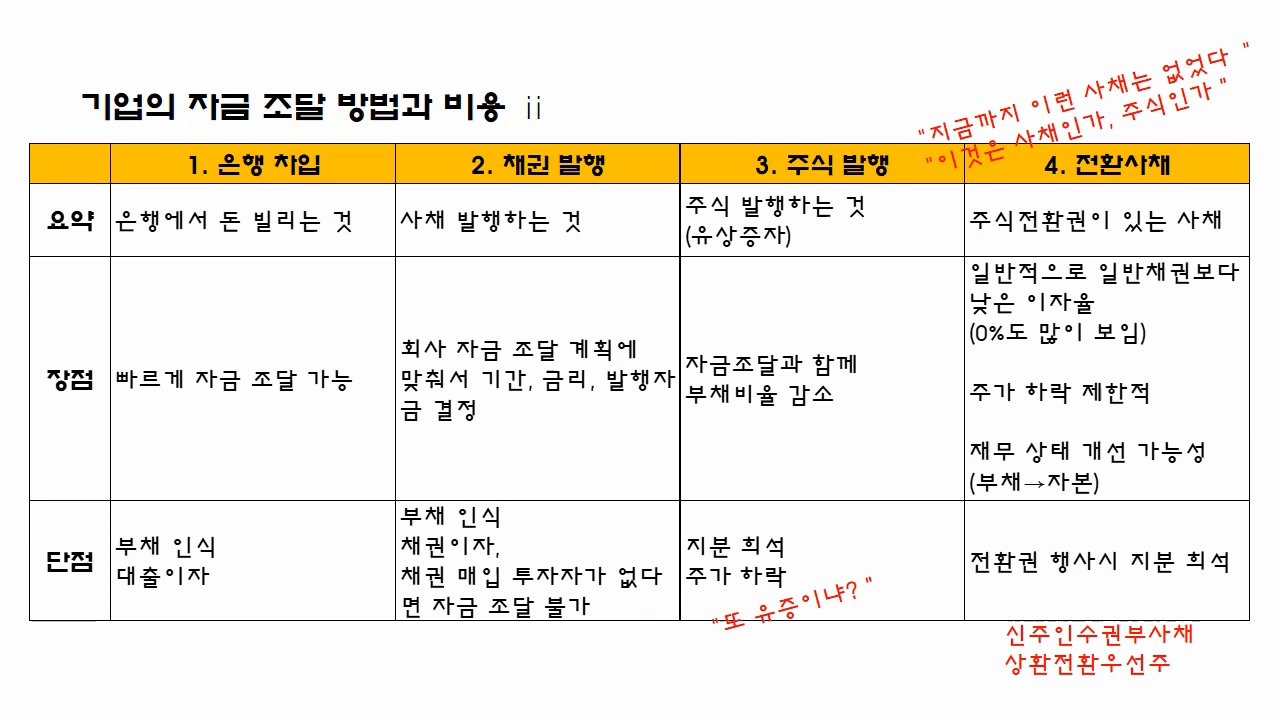 기업의 자금 조달 방법과 비용 ii
"지금까지 이런 사채는 없었다 "
"이것은 사채인가, 주식인가 "
1. 은행 차입
2. 채권 발행
3. 주식 발행
4. 전환사채
요약
은행에서 돈 빌리는 것
사채 발행하는 것
주식 발행하는 것
(유상증자)
주식전환권이 있는 사채
장점
빠르게 자금 조달 가능
회사 자금 조달 계획에
맞춰서 기간, 금리, 발행자
금 결정
자금조달과 함께
부채비율 감소
일반적으로 일반채권보다
낮은 이자율
(0%도 많이 보임)
주가 하락 제한적
재무 상태 개선 가능성
(부채→자본)
단점
부채 인식
대출이자
부채 인식
채권이자,
채권 매입 투자자가 없다
면 자금 조달 불가
지분 희석
주가 하락
"또 유증이냐? "
전환권 행사시 지분 희석
신주인수권부사채
상환전환우선주